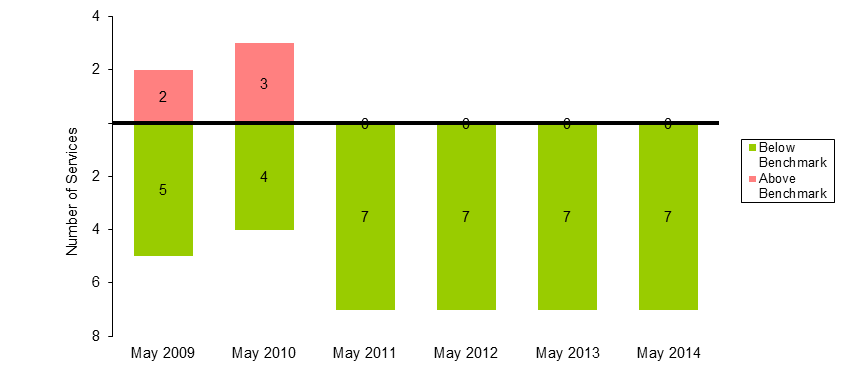 4
2
2
4
6
8
Number of Services
2
3
0
0
0
0
5
4
7
7
7
7
May 2009
May 2010
May 2011
May 2012
May 2013
May 2014
Below
Benchmark
Above
Benchmark